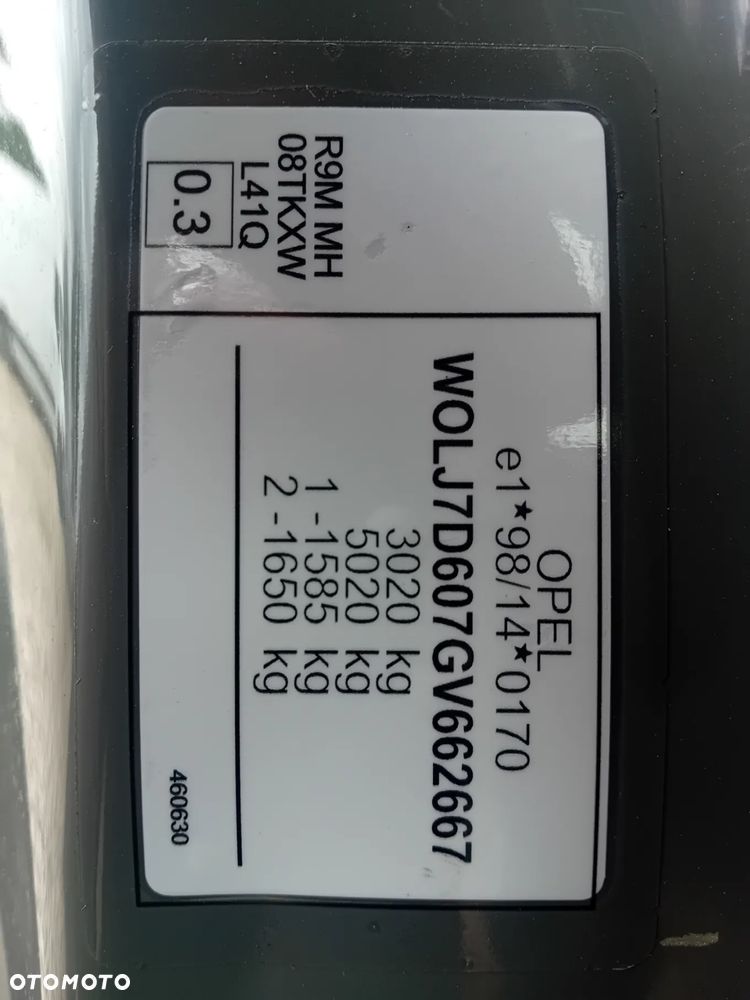 OPEL
e1*98/14*0170
W0LJ7D607GV662667
3020 kg
5020 kg
1 -1585 kg
2 -1650 kg
R9M MH
08TKXW
L41Q
0.3
460630
OTOMOTO